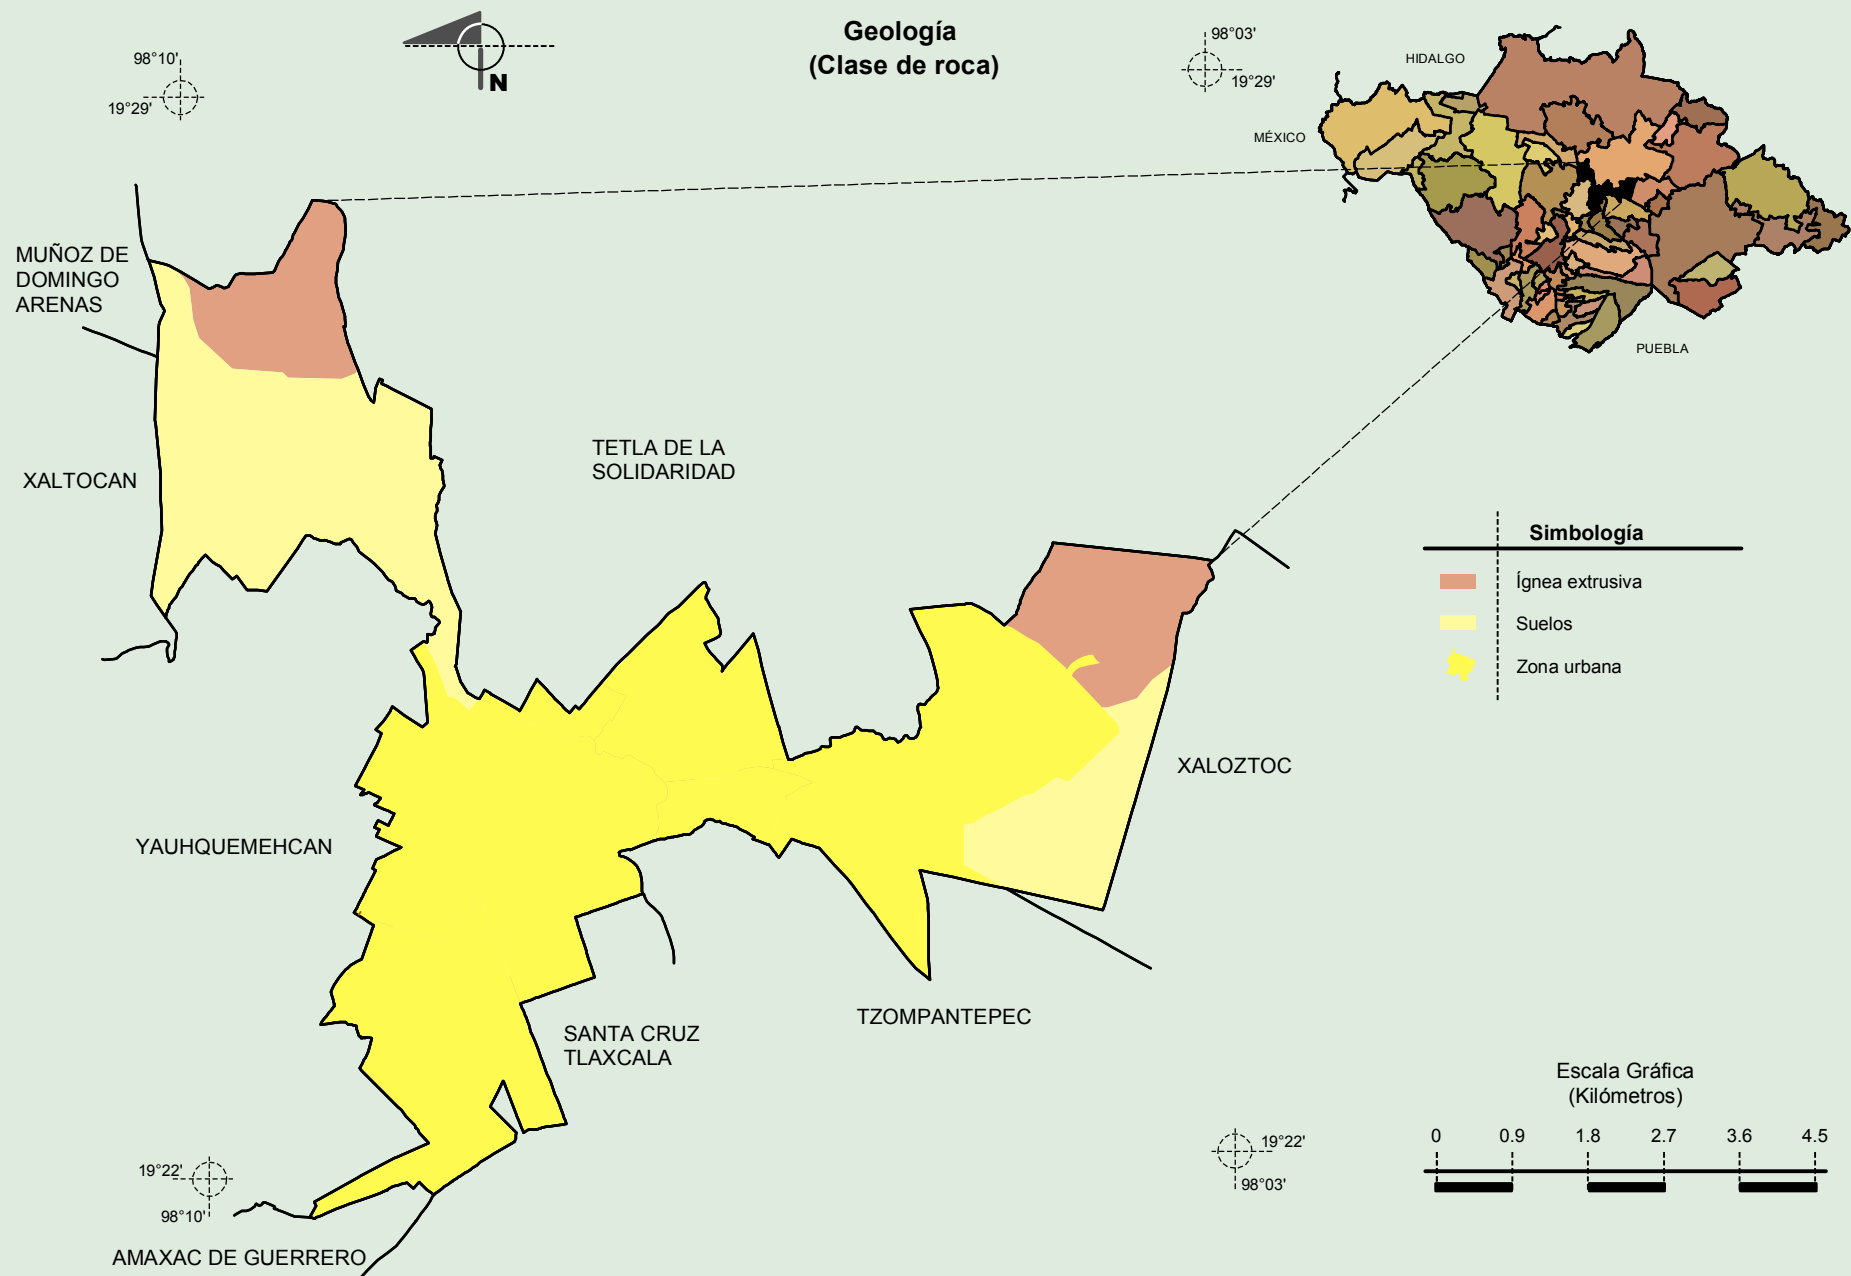 Geología
(Clase de roca)
98°10'
19°29'
N
98°03'
19°29'
HIDALGO
MÉXICO
PUEBLA
MUÑOZ DE
DOMINGO
ARENAS
XALTOCAN
TETLA DE LA
SOLIDARIDAD
Simbología
Ígnea extrusiva
Suelos
Zona urbana
XALOZTOC
YAUHQUEMEHCAN
SANTA CRUZ
TLAXCALA
TZOMPANTEPEC
Escala Gráfica
(Kilómetros)
0 0.9 1.8 2.7 3.6 4.5
19°22'
98°10'
19°22'
98°03'
AMAXAC DE GUERRERO